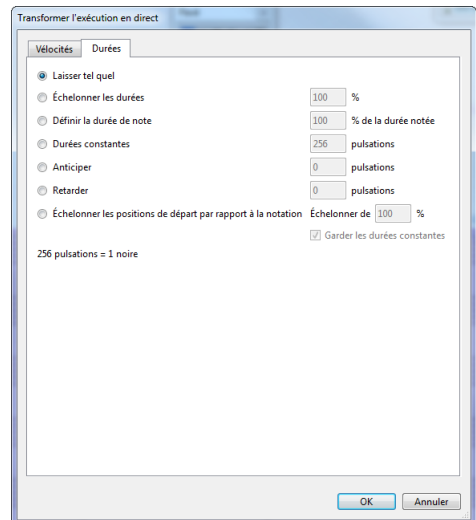 Transformer l'exécution en direct
Vélocités Durées
Laisser tel quel
Échelonner les durées 100 %
Définir la durée de note 100 % de la durée notée
Durées constantes 256 pulsations
Anticiper 0 pulsations
Retarder 0 pulsations
Échelonner les positions de départ par rapport à la notation Échelonner de 100 %
Garder les durées constantes
256 pulsations = 1 noire
OK Annuler